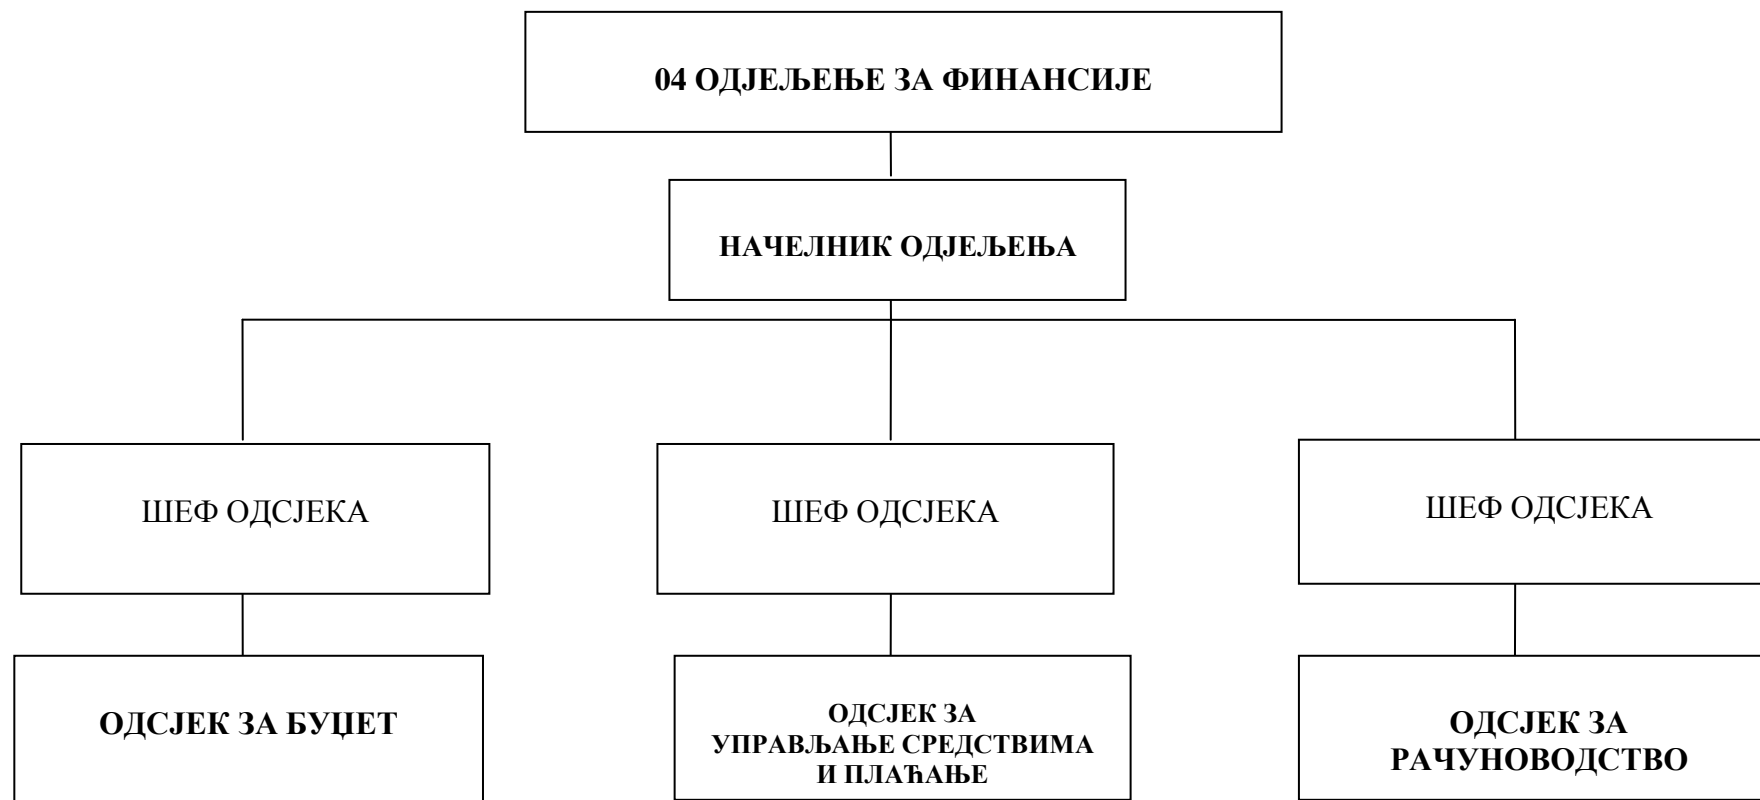 04 ОДЈЕЉЕЊЕ ЗА ФИНАНСИЈЕ
НАЧЕЛНИК ОДЈЕЉЕЊА
ШЕФ ОДСЈЕКА
ШЕФ ОДСЈЕКА
ШЕФ ОДСЈЕКА
ОДСЈЕК ЗА БУЏЕТ
ОДСЈЕК ЗА
УПРАВЉАЊЕ СРЕДСТВИМА
И ПЛАЋАЊЕ
ОДСЈЕК ЗА
РАЧУНОВОДСТВО